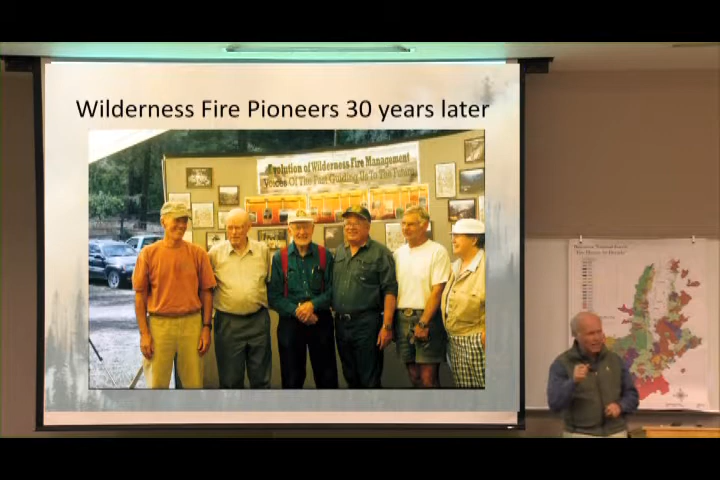 Wilderness Fire Pioneers 30 years later
Evolution of Wilderness Fire Management
Voices Of The Past Guiding Us To The Future